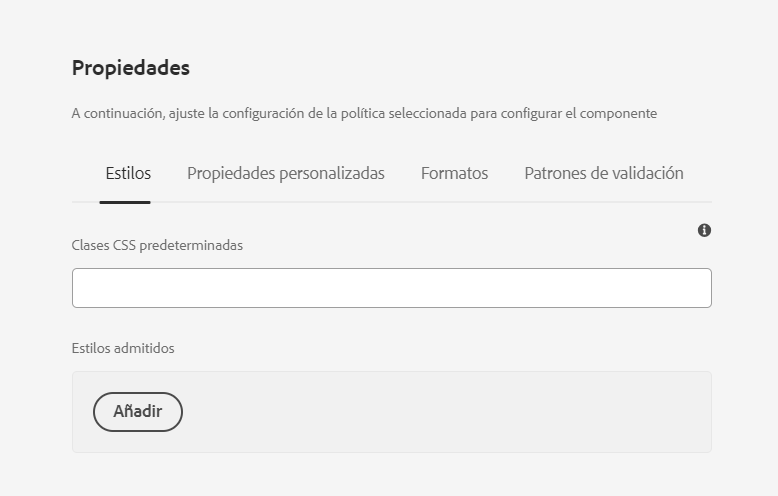 Propiedades
A continuación, ajuste la configuración de la política seleccionada para configurar el componente
Estilos Propiedades personalizadas Formatos Patrones de validación
Clases CSS predeterminadas
Estilos admitidos
Añadir